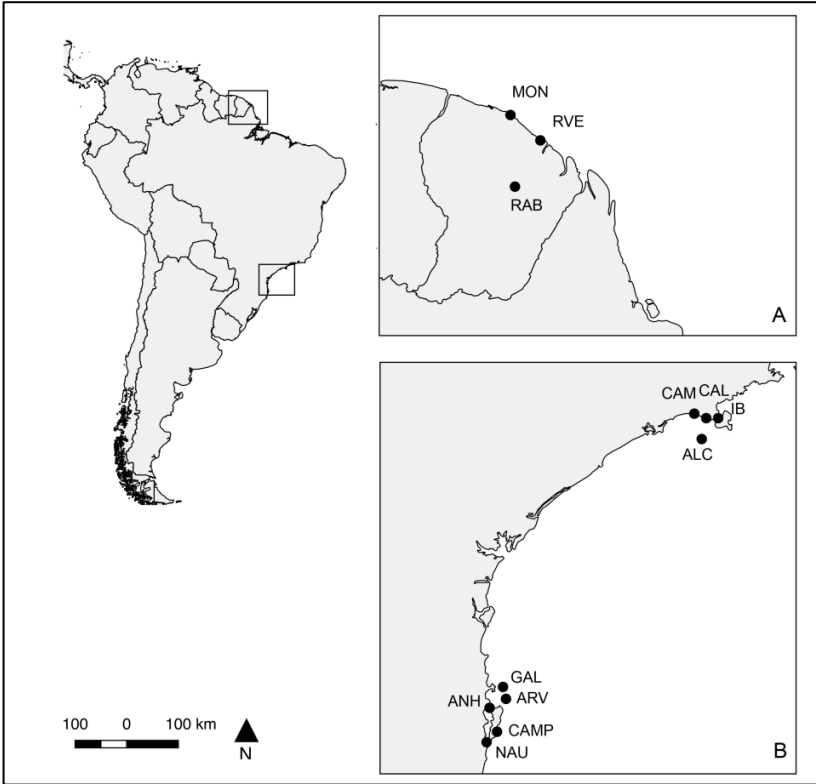 MON
RVE
RAB
A
CAM CAL
IB
ALC
GAL
ARV
ANH
CAMP
NAU
B
100 0 100 km
N